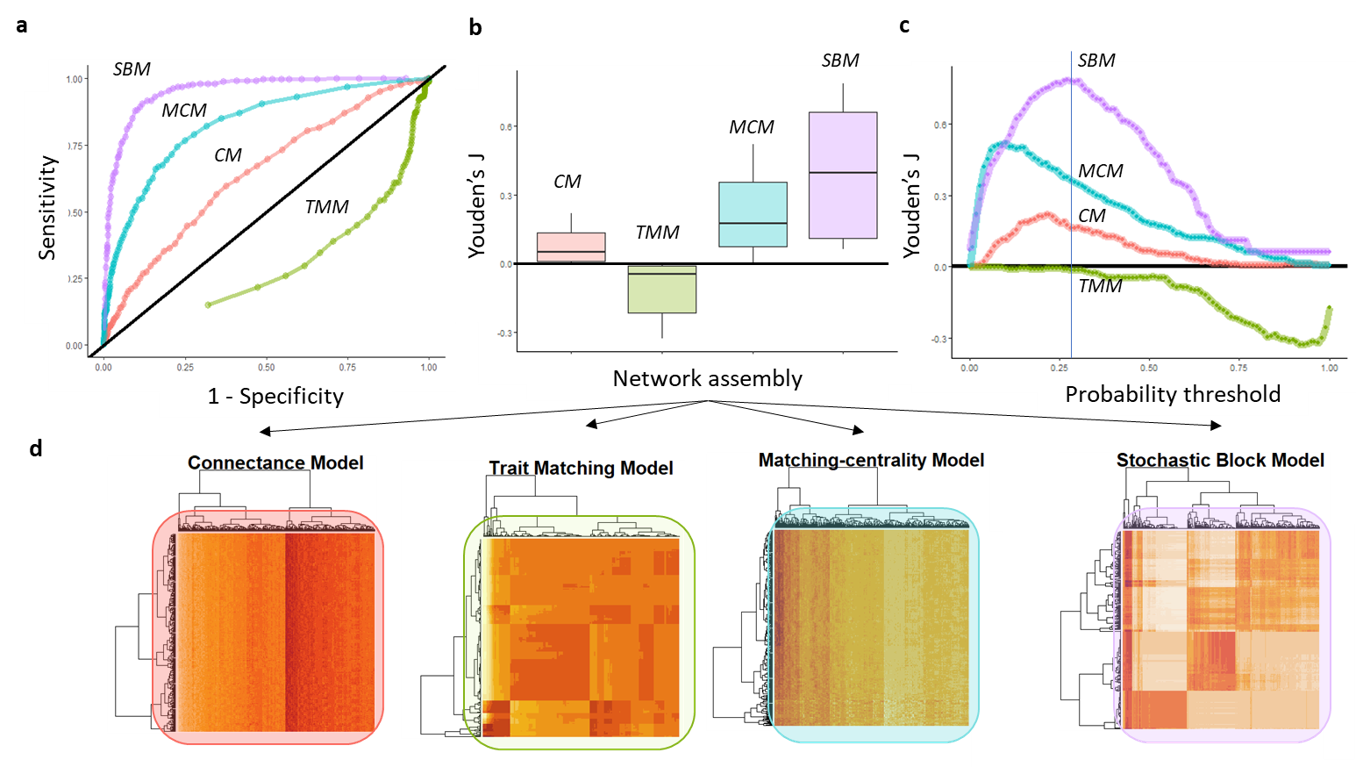 a
b
c
SBM
MCM
CM
TMM
1.00
1.75
1.50
1.25
0.00
Sensitivity
0.00
0.25
0.50
0.75
1.00
1 - Specificity
SBM
MCM
CM
TMM
0.6
0.3
0.0
-0.3
Youden's J
Network assembly
SBM
MCM
CM
TMM
0.6
0.3
0.0
-0.3
Youden's J
0.00
0.25
0.50
0.75
1.00
Probability threshold
d
Connectance Model
Trait Matching Model
Matching-centrality Model
Stochastic Block Model